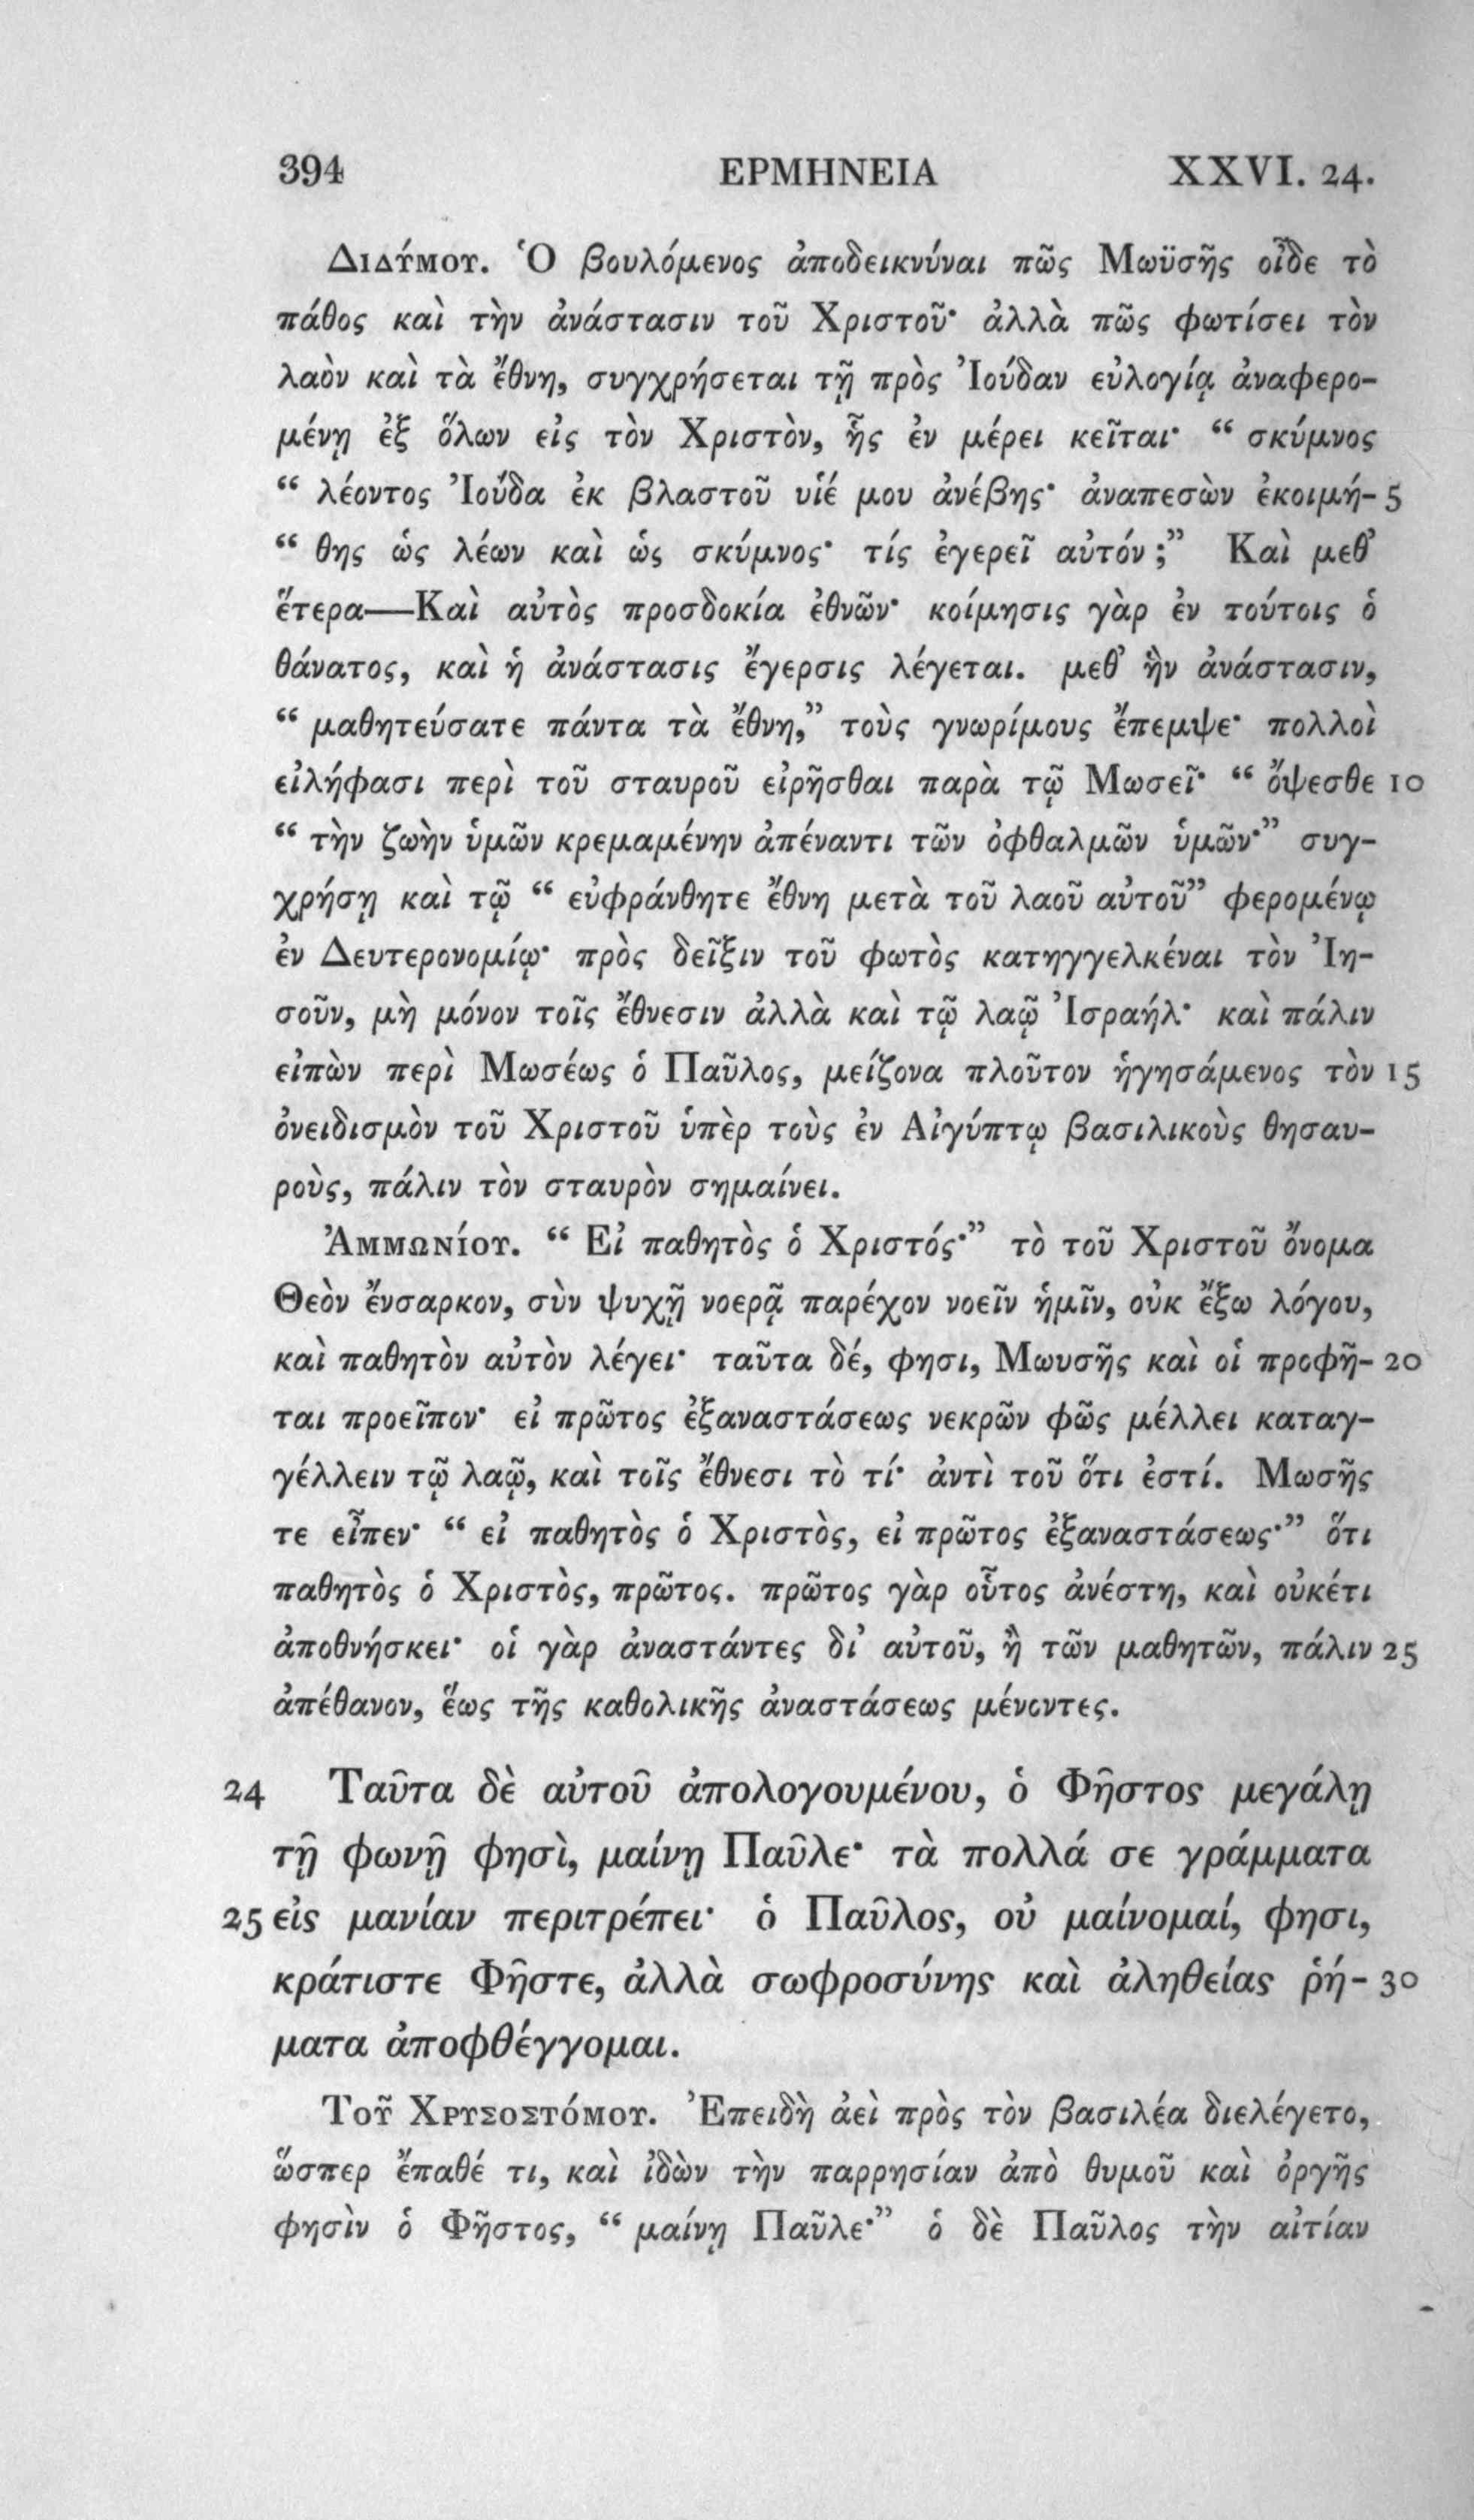 394 ΕΡΜΗΝΕΙΑ XXVI. 24.
Διδύμου. Ὁ βουλόμενος ἀποδεικνύναι πῶς Μωϋσῆς οἶδε τὸ
πάθος καὶ τὴν ἀνάστασιν τοῦ Χριστοῦ· ἀλλὰ πῶς φωτίσει τὸν
λαὸν καὶ τὰ ἔθνη, συγχρήσεται τῇ πρὸς Ἰούδαν εὐλογίᾳ ἀναφερο-
μένῃ ἐξ ὅλων εἰς τὸν Χριστὸν, ἧς ἐν μέρει κεῖται· “ σκύμνος
“ λέοντος Ἰούδα ἐκ βλαστοῦ υἱέ μου ἀνέβης· ἀναπεσὼν ἐκοιμή- 5
“ θης ὡς λέων καὶ ὡς σκύμνος· τίς ἐγερεῖ αὐτόν ;” Καὶ μεθ’
ἕτερα—Καὶ αὐτὸς προσδοκία ἐθνῶν· κοίμησις γὰρ ἐν τούτοις ὁ
θάνατος, καὶ ἡ ἀνάστασις ἔγερσις λέγεται. μεθ’ ἣν ἀνάστασιν,
“ μαθητεύσατε πάντα τὰ ἔθνη,” τοὺς γνωρίμους ἔπεμψε· πολλοὶ
εἰλήφασι περὶ τοῦ σταυροῦ εἰρῆσθαι παρὰ τῷ Μωσεῖ· “ ὄψεσθε 10
“ τὴν ζωὴν ὑμῶν κρεμαμένην ἀπέναντι τῶν ὀφθαλμῶν ὑμῶν·” συγ-
χρήσῃ καὶ τῷ “ εὐφράνθητε ἔθνη μετὰ τοῦ λαοῦ αὐτοῦ” φερομένῳ
ἐν Δευτερονομίῳ· πρὸς δεῖξιν τοῦ φωτὸς κατηγγελκέναι τὸν Ἰη-
σοῦν, μὴ μόνον τοῖς ἔθνεσιν ἀλλὰ καὶ τῷ λαῷ Ἰσραήλ· καὶ πάλιν
εἰπὼν περὶ Μωσέως ὁ Παῦλος, μείζονα πλοῦτον ἡγησάμενος τὸν 15
ὀνειδισμὸν τοῦ Χριστοῦ ὑπὲρ τοὺς ἐν Αἰγύπτῳ βασιλικοὺς θησαυ-
ροὺς, πάλιν τὸν σταυρὸν σημαίνει.
Ἀμμωνίου. “ Εἰ παθητὸς ὁ Χριστός·” τὸ τοῦ Χριστοῦ ὄνομα
Θεὸν ἔνσαρκον, σὺν ψυχῇ νοερᾷ παρέχον νοεῖν ἡμῖν, οὐκ ἔξω λόγου,
καὶ παθητὸν αὐτὸν λέγει· ταῦτα δέ, φησι, Μωυσῆς καὶ οἱ προφῆ- 20
ται προεῖπον· εἰ πρῶτος ἐξαναστάσεως νεκρῶν φῶς μέλλει καταγ-
γέλλειν τῷ λαῷ, καὶ τοῖς ἔθνεσι τὸ τί· ἀντὶ τοῦ ὅτι ἐστί. Μωσῆς
τε εἶπεν· “ εἰ παθητὸς ὁ Χριστὸς, εἰ πρῶτος ἐξαναστάσεως·” ὅτι
παθητὸς ὁ Χριστὸς, πρῶτος. πρῶτος γὰρ οὗτος ἀνέστη, καὶ οὐκέτι
ἀποθνήσκει· οἱ γὰρ ἀναστάντες δι’ αὐτοῦ, ἢ τῶν μαθητῶν, πάλιν 25
ἀπέθανον, ἕως τῆς καθολικῆς ἀναστάσεως μένοντες.
24 Ταῦτα δὲ αὐτοῦ ἀπολογουμένου, ὁ Φῆστος μεγάλῃ
τῇ φωνῇ φησὶ, μαίνῃ Παῦλε· τὰ πολλά σε γράμματα
25 εἰς μανίαν περιτρέπει· ὁ Παῦλος, οὐ μαίνομαί, φησι,
κράτιστε Φῆστε, ἀλλὰ σωφροσύνης καὶ ἀληθείας ῥή- 30
ματα ἀποφθέγγομαι.
Τοῦ Χρυσοστόμου. Ἐπειδὴ ἀεὶ πρὸς τὸν βασιλέα διελέγετο,
ὥσπερ ἔπαθέ τι, καὶ ἰδὼν τὴν παρρησίαν ἀπὸ θυμοῦ καὶ ὀργῆς
φησὶν ὁ Φῆστος, “ μαίνῃ Παῦλε·” ὁ δὲ Παῦλος τὴν αἰτίαν